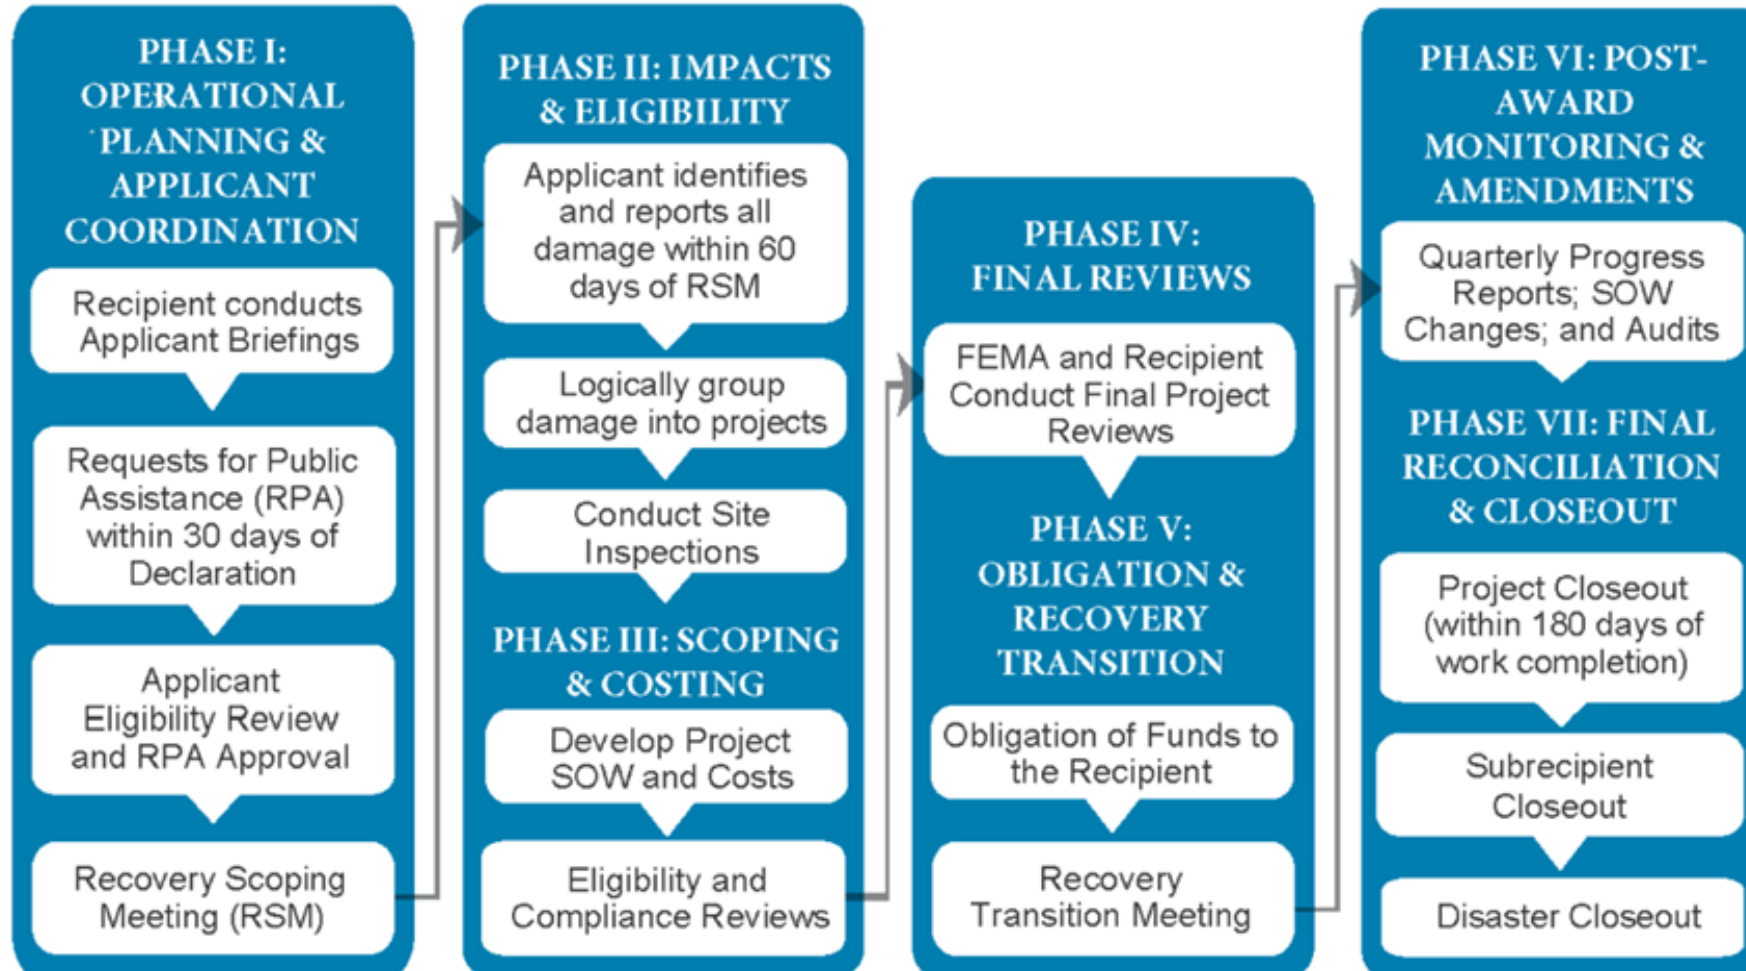 PHASE I:
OPERATIONAL
PLANNING &
APPLICANT
COORDINATION
Recipient conducts
Applicant Briefings
Requests for Public
Assistance (RPA)
within 30 days of
Declaration
Applicant
Eligibility Review
and RPA Approval
Recovery Scoping
Meeting (RSM)
PHASE II: IMPACTS
& ELIGIBILITY
Applicant identifies
and reports all
damage within 60
days of RSM
Logically group
damage into projects
Conduct Site
Inspections
PHASE III: SCOPING
& COSTING
Develop Project
SOW and Costs
Eligibility and
Compliance Reviews
PHASE IV:
FINAL REVIEWS
FEMA and Recipient
Conduct Final Project
Reviews
PHASE V:
OBLIGATION &
RECOVERY
TRANSITION
Obligation of Funds to
the Recipient
Recovery
Transition Meeting
PHASE VI: POST-
AWARD
MONITORING &
AMENDMENTS
Quarterly Progress
Reports; SOW
Changes; and Audits
PHASE VII: FINAL
RECONCILIATION
& CLOSEOUT
Project Closeout
(within 180 days of
work completion)
Subrecipient
Closeout
Disaster Closeout